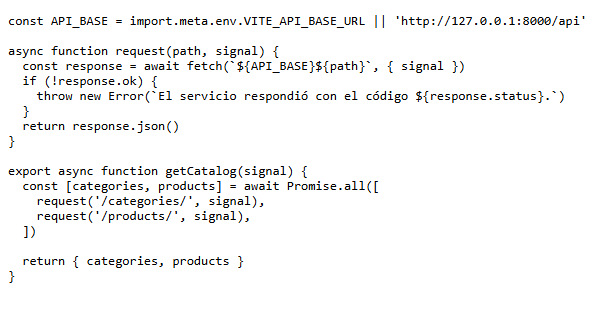 const API_BASE = import.meta.env.VITE_API_BASE_URL || 'http://127.0.0.1:8000/api'

async function request(path, signal) {
  const response = await fetch(`${API_BASE}${path}`, { signal })
  if (!response.ok) {
    throw new Error(`El servicio respondió con el código ${response.status}.`)
  }
  return response.json()
}

export async function getCatalog(signal) {
  const [categories, products] = await Promise.all([
    request('/categories/', signal),
    request('/products/', signal),
  ])

  return { categories, products }
}